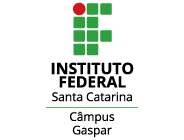 INSTITUTO
FEDERAL
Santa Catarina
Câmpus
Gaspar